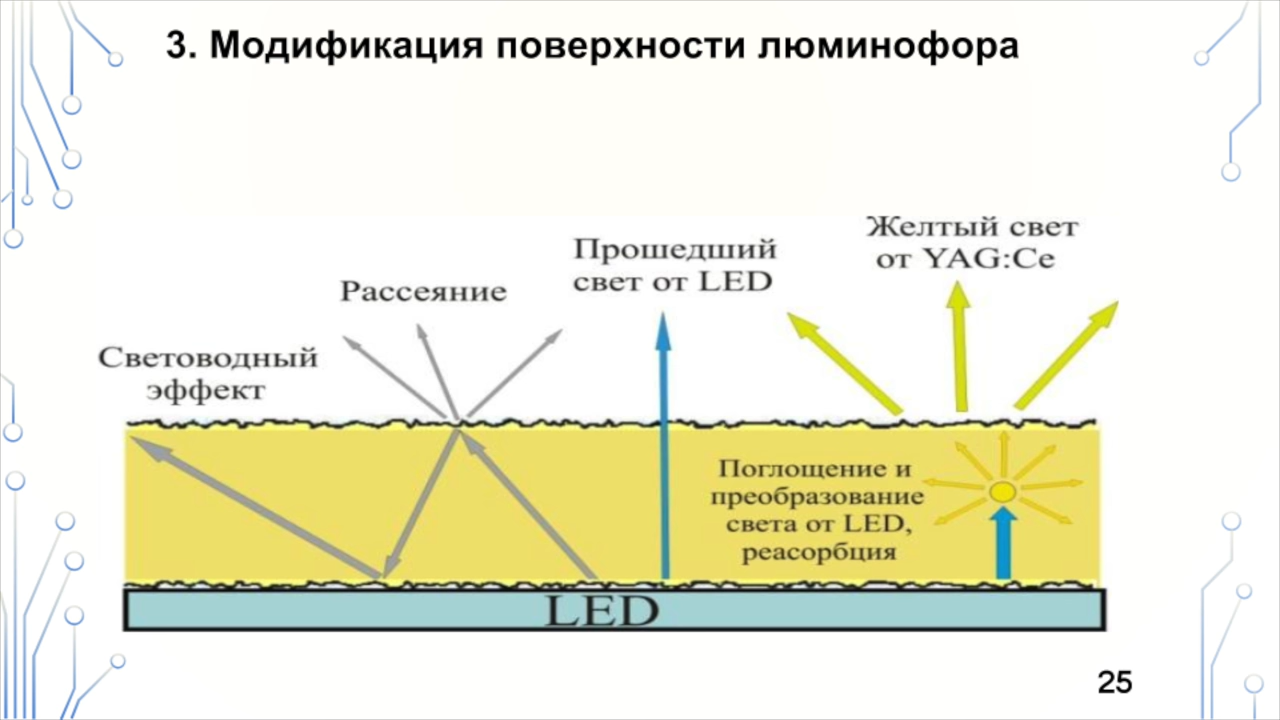 3. Модификация поверхности люминофора
Желтый свет
от YAG:Ce
Прошедший
свет от LED
Рассеяние
Световодный
эффект
Поглощение и
преобразование
света от LED,
реасорбция
LED
25